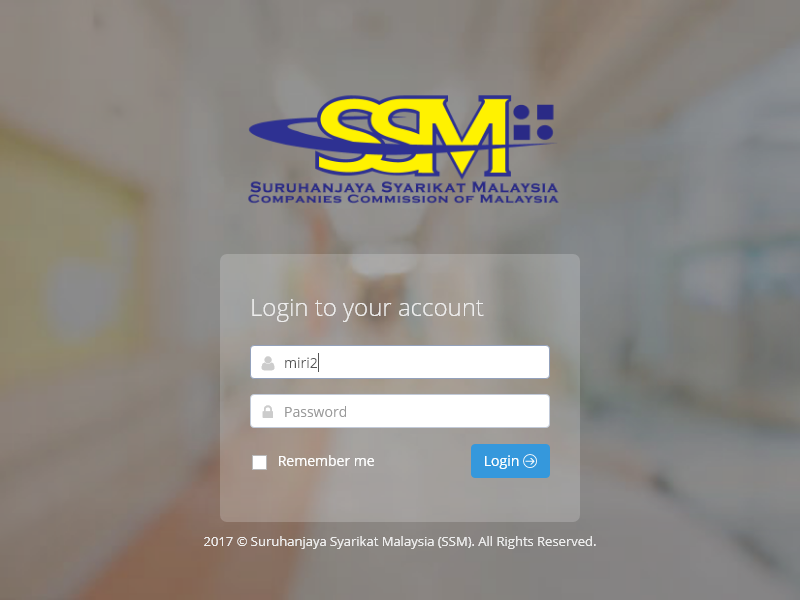 SSM
SURUHANJAYA SYARIKAT MALAYSIA
COMPANIES COMMISSION OF MALAYSIA
Login to your account
miri2
Password
Remember me
Login
2017 © Suruhanjaya Syarikat Malaysia (SSM). All Rights Reserved.